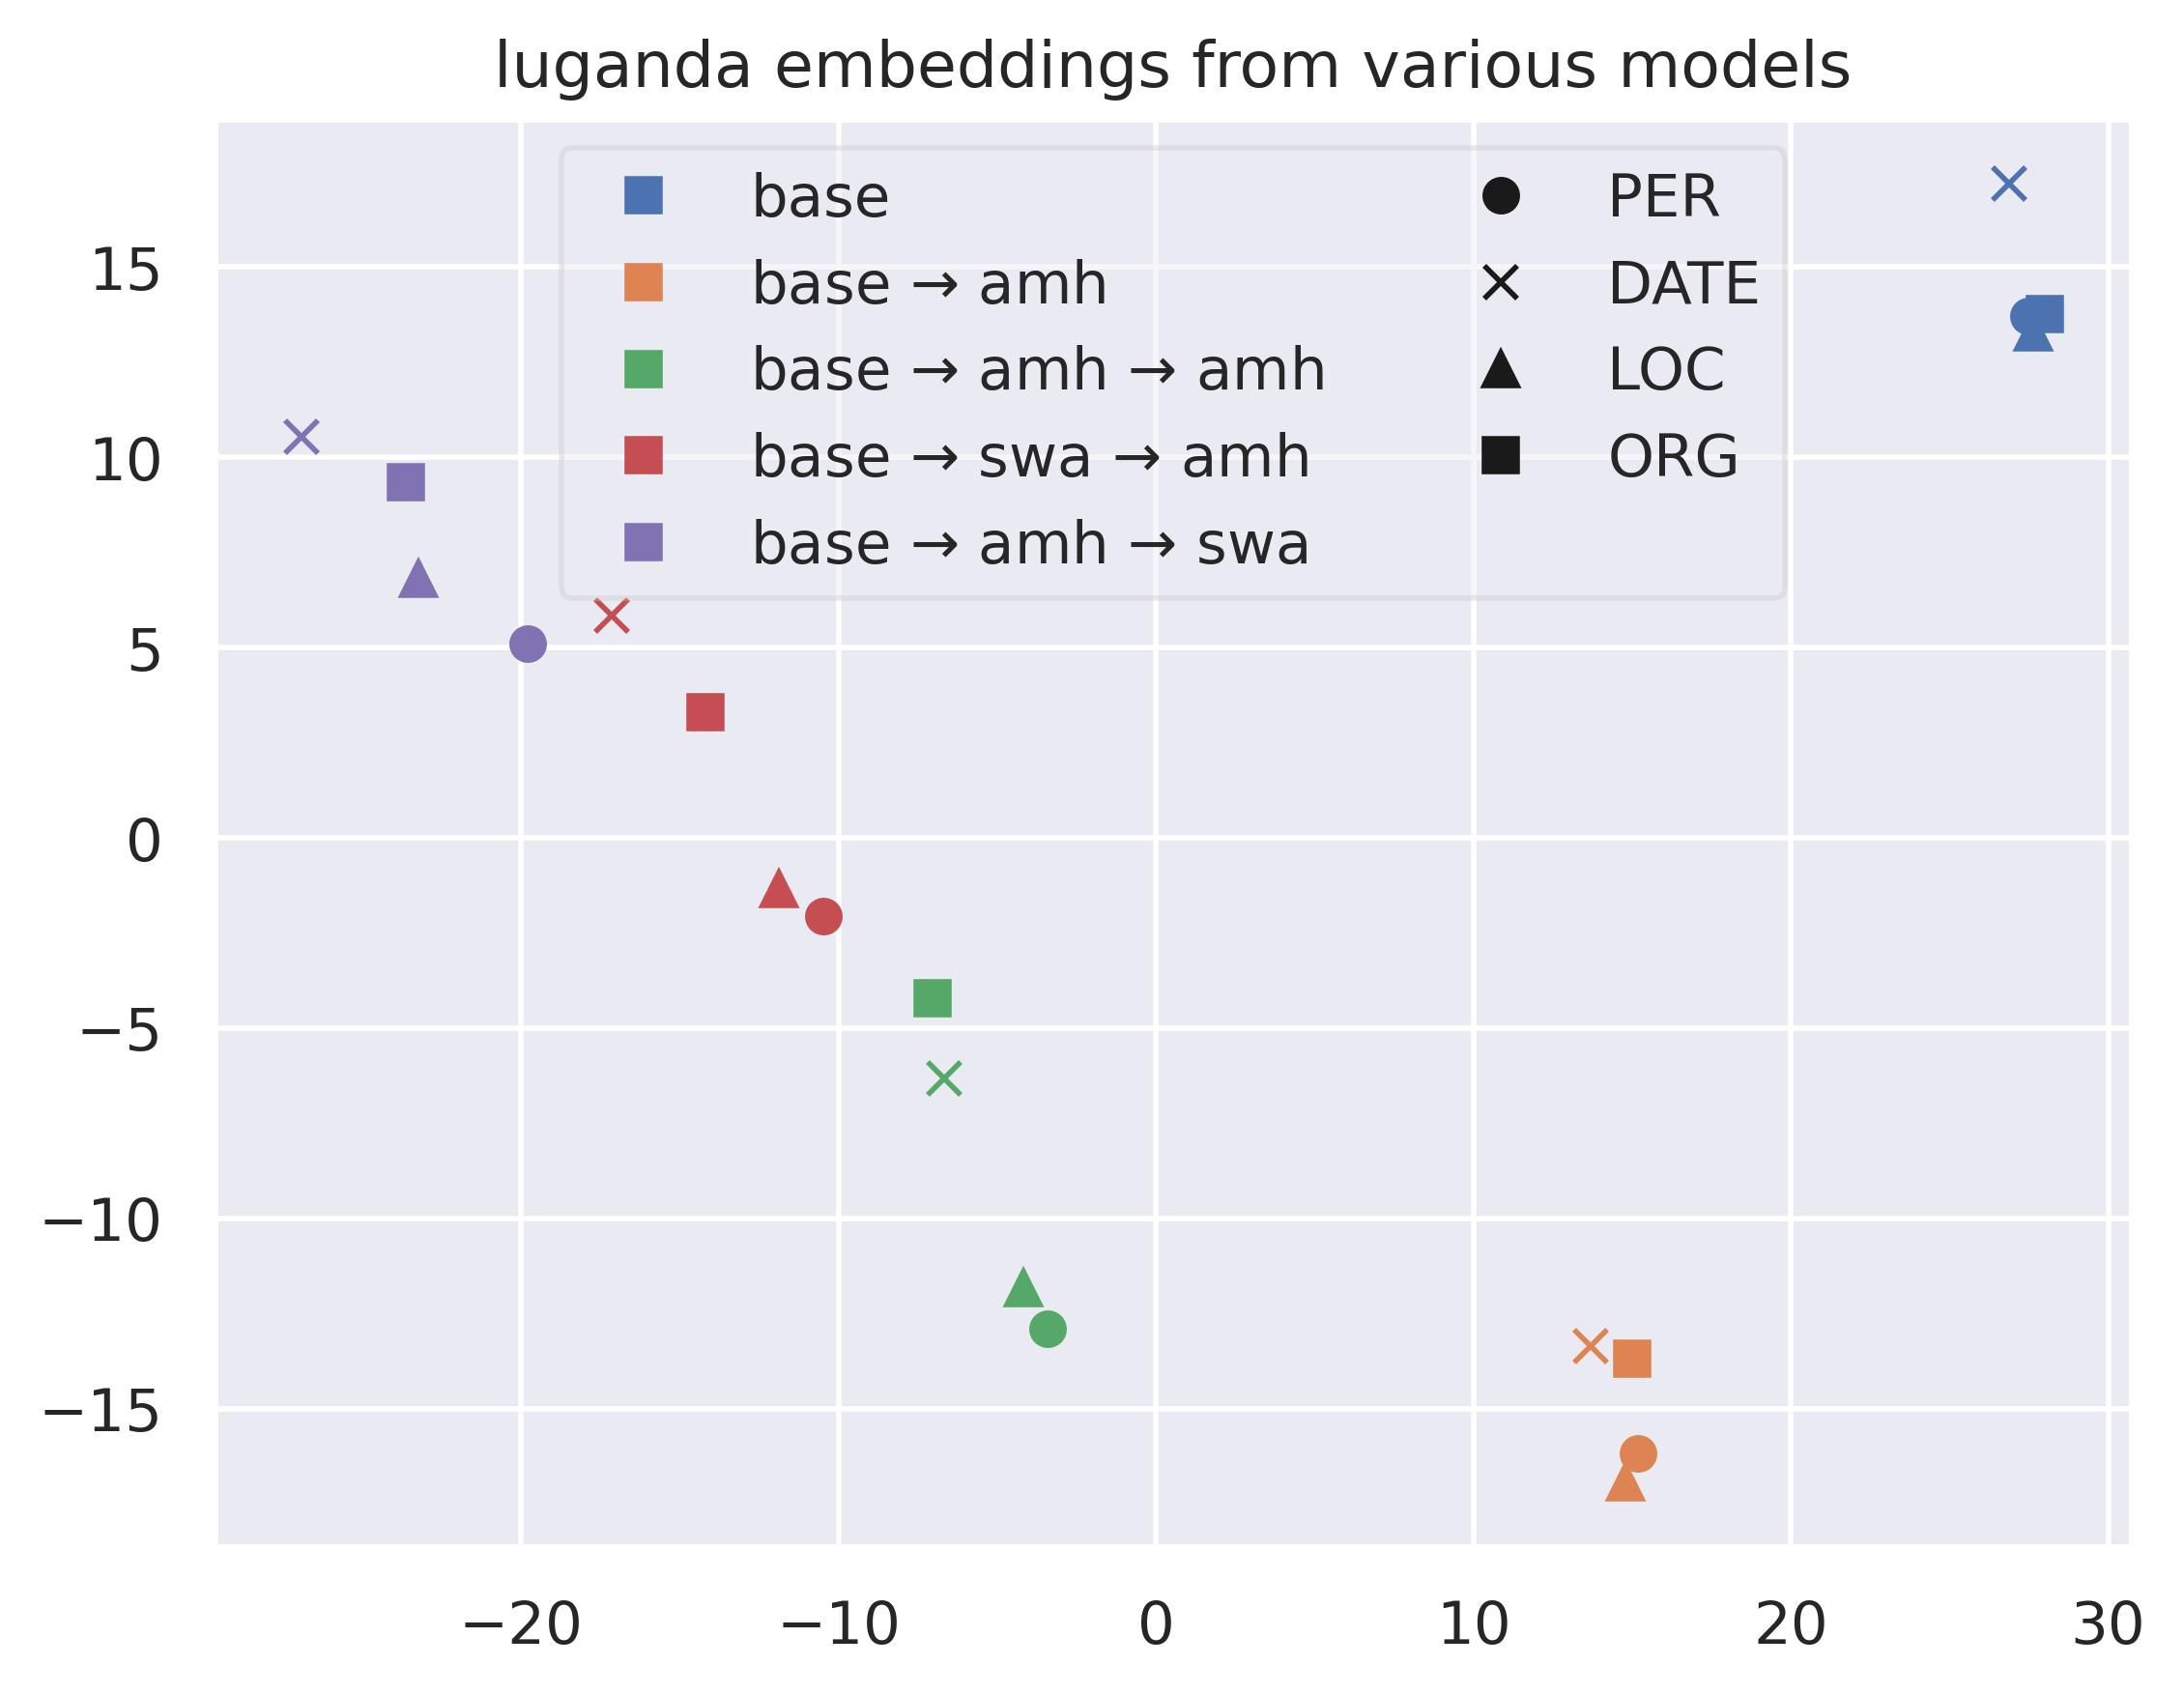 luganda embeddings from various models
base
base → amh
base → amh → amh
base → swa → amh
base → amh → swa
PER
DATE
LOC
ORG
15
10
5
0
−5
−10
−15
−20
−10
0
10
20
30